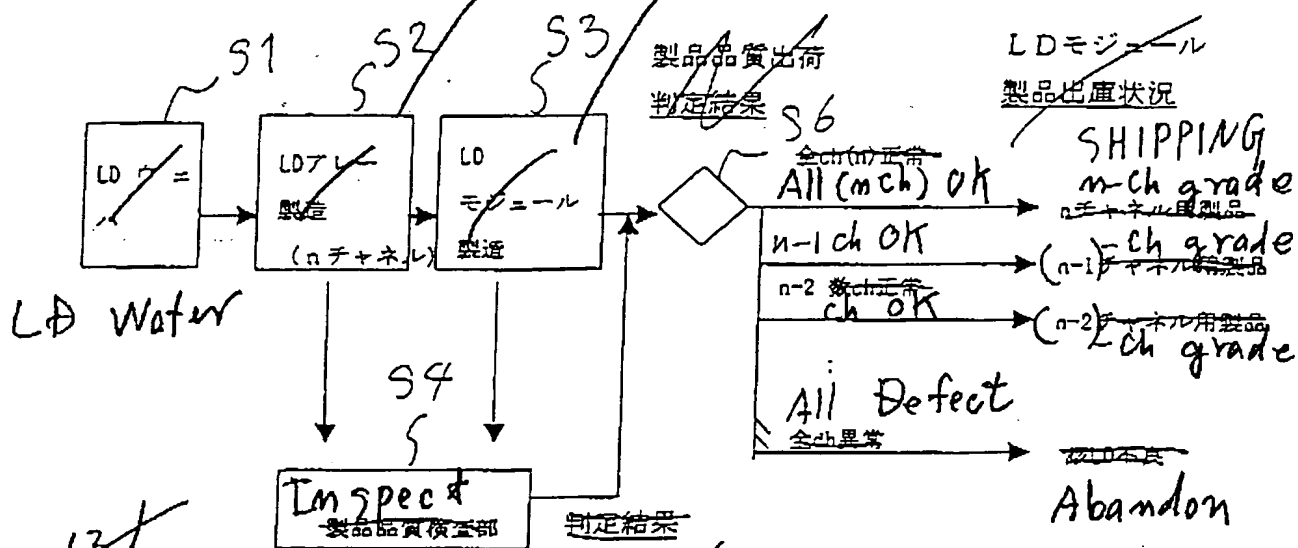 S1
S2
S3
製品品質出荷
判定結果
LDモジュール
製品出庫状況
S6
LD ウエ
ハ
LDアレー
製造
(nチャネル)
LD
モジュール
製造
全ch(n)正常
All (nch) OK
SHIPPING
n-ch grade
nチャネル用製品
n-1 ch OK
-ch grade
(n-1)チャネル用製品
n-2 数ch正常
ch OK
(n-2)チャネル用製品
-ch grade
LD Water
S4
All Defect
全ch異常
Abandon
Inspect
製品品質検査部
判定結果